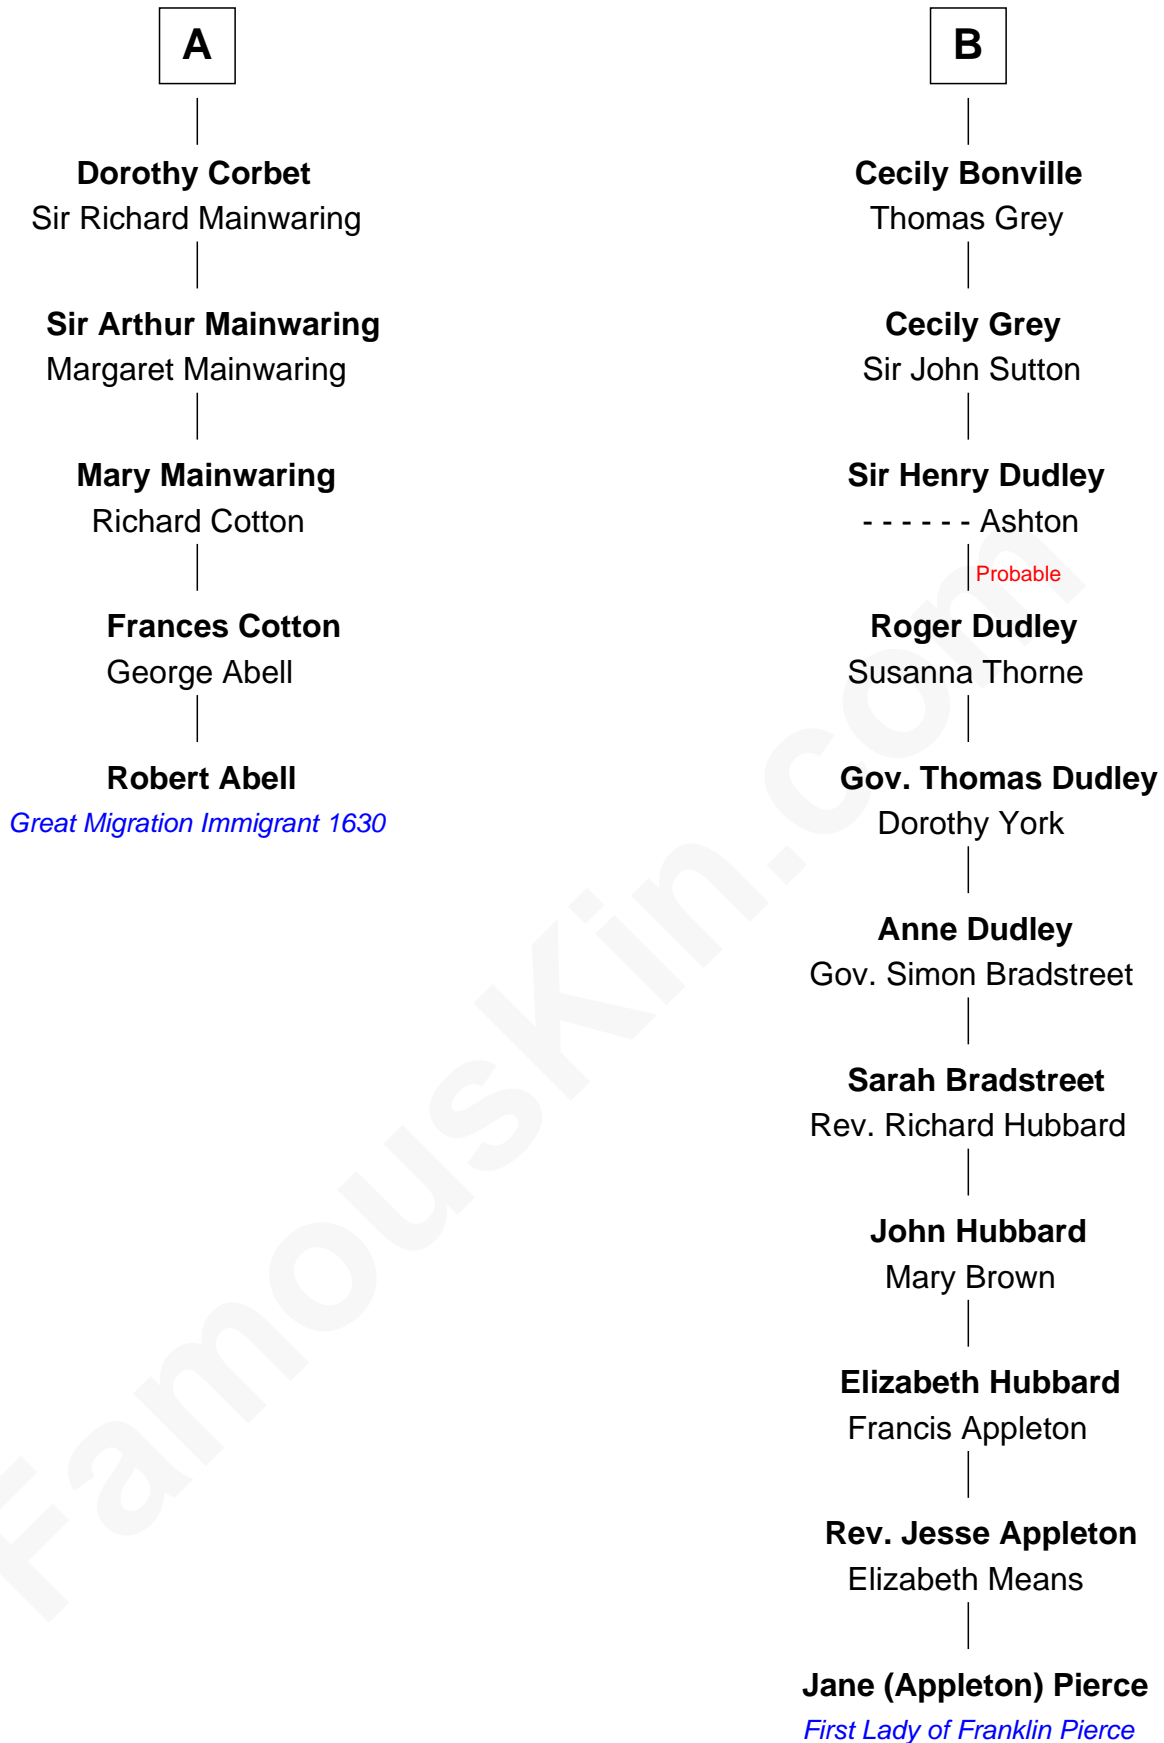 A
Dorothy Corbet
Sir Richard Mainwaring
Sir Arthur Mainwaring
Margaret Mainwaring
Mary Mainwaring
Richard Cotton
Frances Cotton
George Abell
Robert Abell
Great Migration Immigrant 1630
B
Cecily Bonville
Thomas Grey
Cecily Grey
Sir John Sutton
Sir Henry Dudley
- - - - - - Ashton
Probable
Roger Dudley
Susanna Thorne
Gov. Thomas Dudley
Dorothy York
Anne Dudley
Gov. Simon Bradstreet
Sarah Bradstreet
Rev. Richard Hubbard
John Hubbard
Mary Brown
Elizabeth Hubbard
Francis Appleton
Rev. Jesse Appleton
Elizabeth Means
Jane (Appleton) Pierce
First Lady of Franklin Pierce
FamousKin.com